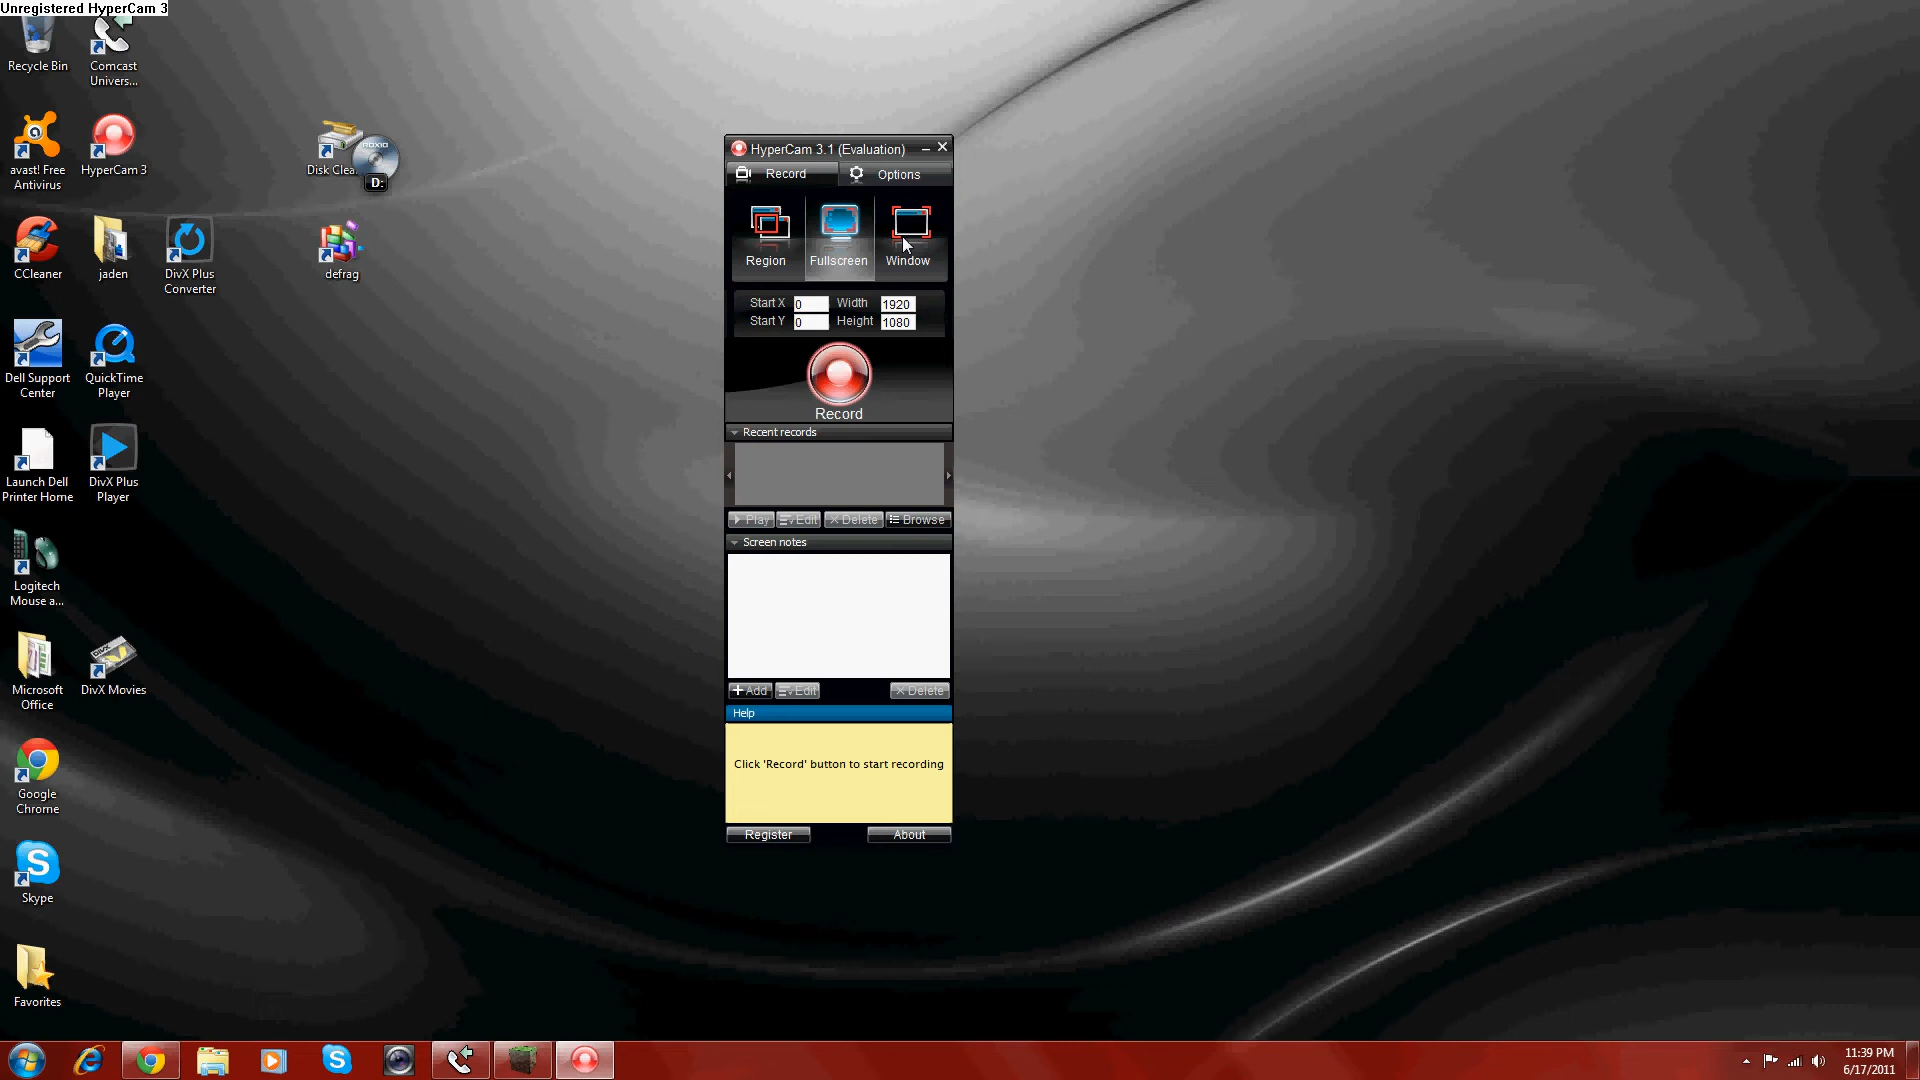 Unregistered HyperCam 3
Recycle Bin
Comcast
Univers...
avast! Free
Antivirus
HyperCam 3
Disk Clea
ROXIO
D:
CCleaner
jaden
DivX Plus
Converter
defrag
Dell Support
Center
QuickTime
Player
Launch Dell
Printer Home
DivX Plus
Player
Logitech
Mouse a...
Microsoft
Office
DIVX
DivX Movies
Google
Chrome
Skype
Favorites
HyperCam 3.1 (Evaluation)
Record
Options
Region
Fullscreen
Window
Start X 0 Width 1920
Start Y 0 Height 1080
Record
Recent records
Play Edit Delete Browse
Screen notes
Add Edit Delete
Help
Click 'Record' button to start recording
Register
About
11:39 PM
6/17/2011